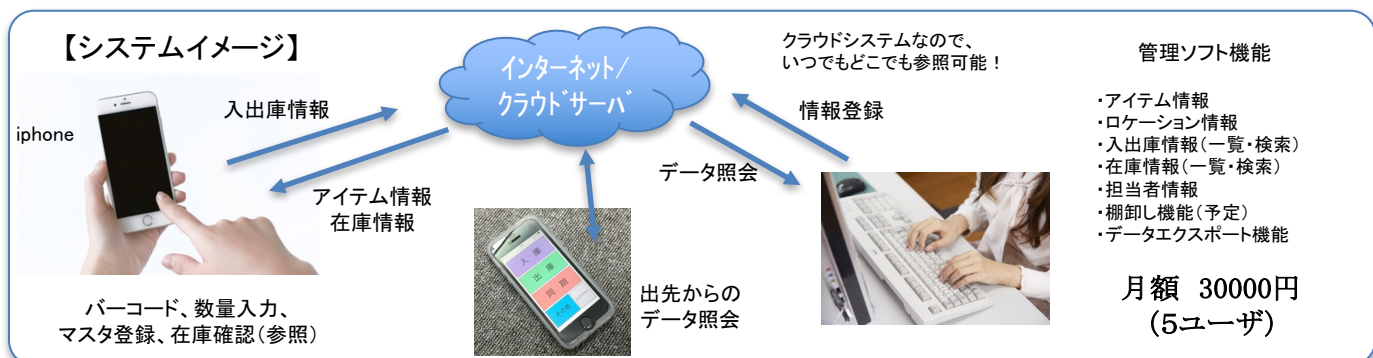 【システムイメージ】
iphone
入出庫情報
アイテム情報
在庫情報
バーコード、数量入力、
マスタ登録、在庫確認（参照）
インターネット/
クラウドサーバ
入 庫
出 庫
同 期
その他
出先からの
データ照会
クラウドシステムなので、
いつでもどこでも参照可能！
情報登録
データ照会
管理ソフト機能
・アイテム情報
・ロケーション情報
・入出庫情報（一覧・検索）
・在庫情報（一覧・検索）
・担当者情報
・棚卸し機能（予定）
・データエクスポート機能
月額 30000円
（5ユーザ）